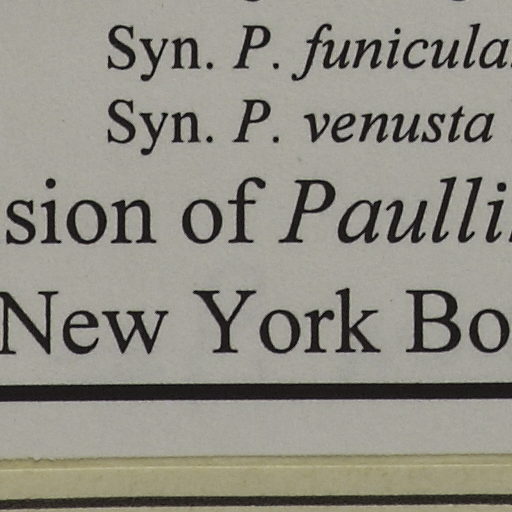 Syn. P. funicula
Syn. P. venusta
sion of Paulli
New York Bo